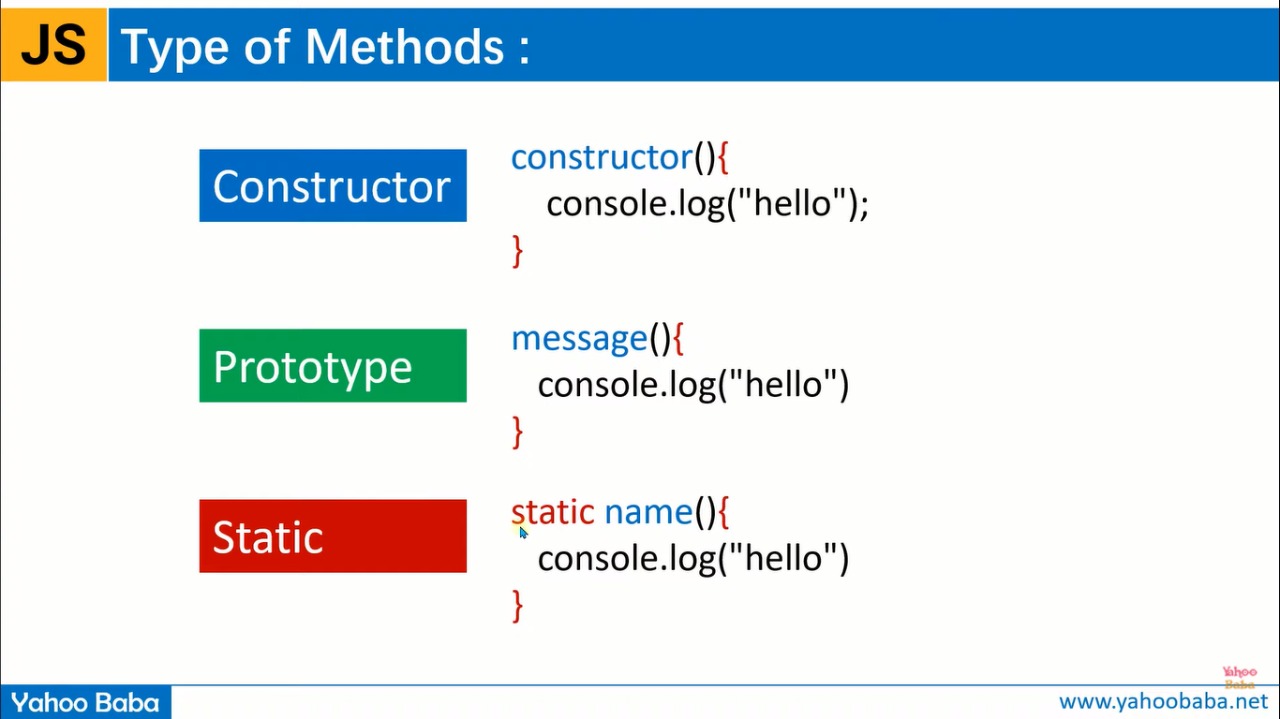 JS Type of Methods :
Constructor
constructor(){
console.log("hello");
}
Prototype
message(){
console.log("hello")
}
Static
static name(){
console.log("hello")
}
Yahoo
Baba
Yahoo Baba
www.yahoobaba.net